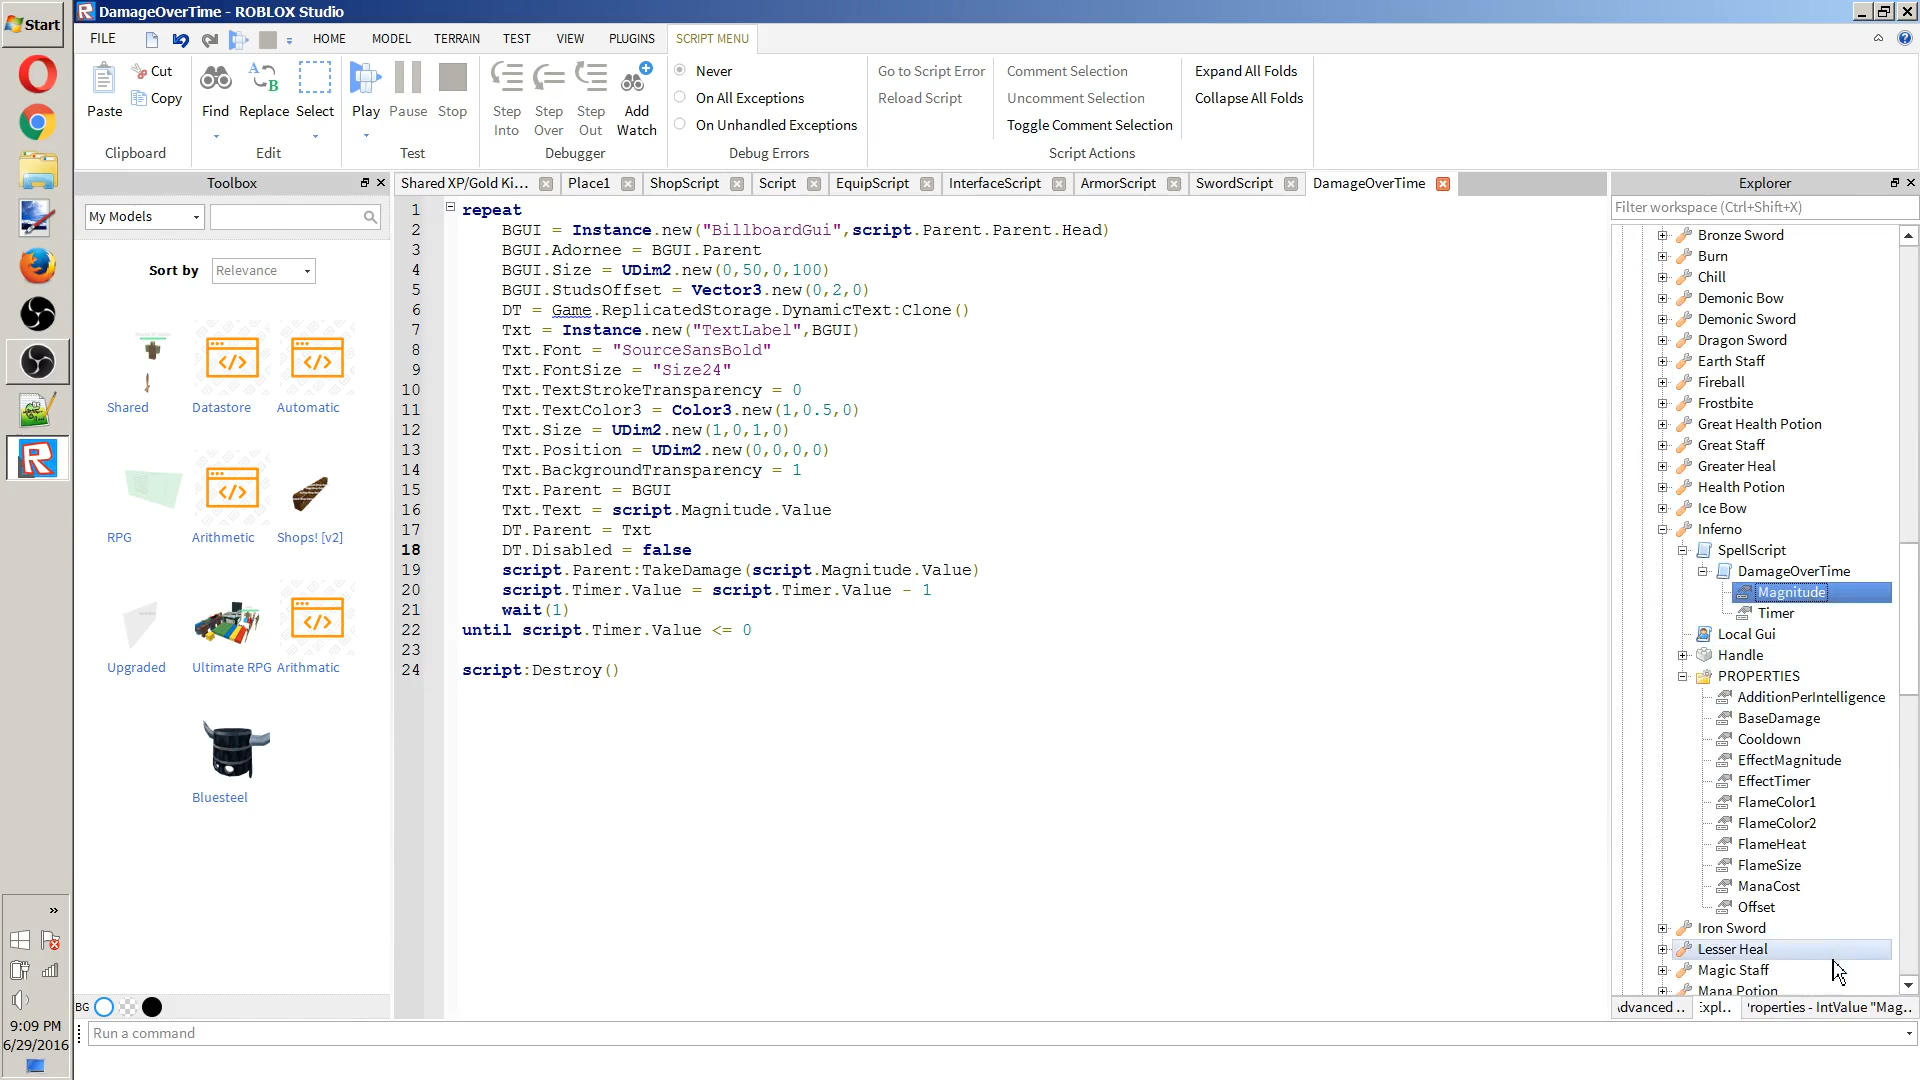 Start
DamageOverTime - ROBLOX Studio
FILE
HOME
MODEL
TERRAIN
TEST
VIEW
PLUGINS
SCRIPT MENU
Paste
Cut
Copy
Clipboard
Find
Replace
Select
Edit
Play
Pause
Stop
Test
Step Into
Step Over
Step Out
Add Watch
Debugger
Never
On All Exceptions
On Unhandled Exceptions
Debug Errors
Go to Script Error
Reload Script
Comment Selection
Uncomment Selection
Toggle Comment Selection
Script Actions
Expand All Folds
Collapse All Folds
Toolbox
My Models
Sort by
Relevance
Shared
Datastore
Automatic
RPG
Arithmetic
Shops! [v2]
Upgraded
Ultimate RPG
Arithmatic
Bluesteel
BG
Shared XP/Gold Ki...
Place1
ShopScript
Script
EquipScript
InterfaceScript
ArmorScript
SwordScript
DamageOverTime
1 repeat
2 BGUI = Instance.new("BillboardGui",script.Parent.Parent.Head)
3 BGUI.Adornee = BGUI.Parent
4 BGUI.Size = UDim2.new(0,50,0,100)
5 BGUI.StudsOffset = Vector3.new(0,2,0)
6 DT = Game.ReplicatedStorage.DynamicText:Clone()
7 Txt = Instance.new("TextLabel",BGUI)
8 Txt.Font = "SourceSansBold"
9 Txt.FontSize = "Size24"
10 Txt.TextStrokeTransparency = 0
11 Txt.TextColor3 = Color3.new(1,0.5,0)
12 Txt.Size = UDim2.new(1,0,1,0)
13 Txt.Position = UDim2.new(0,0,0,0)
14 Txt.BackgroundTransparency = 1
15 Txt.Parent = BGUI
16 Txt.Text = script.Magnitude.Value
17 DT.Parent = Txt
18 DT.Disabled = false
19 script.Parent:TakeDamage(script.Magnitude.Value)
20 script.Timer.Value = script.Timer.Value - 1
21 wait(1)
22 until script.Timer.Value <= 0
23
24 script:Destroy()
Explorer
Filter workspace (Ctrl+Shift+X)
Bronze Sword
Burn
Chill
Demonic Bow
Demonic Sword
Dragon Sword
Earth Staff
Fireball
Frostbite
Great Health Potion
Great Staff
Greater Heal
Health Potion
Ice Bow
Inferno
SpellScript
DamageOverTime
Magnitude
Timer
Local Gui
Handle
PROPERTIES
AdditionPerIntelligence
BaseDamage
Cooldown
EffectMagnitude
EffectTimer
FlameColor1
FlameColor2
FlameHeat
FlameSize
ManaCost
Offset
Iron Sword
Lesser Heal
Magic Staff
Mana Potion
\dvanced ..
:xpl..
'roperties - IntValue "Mag..
Run a command
9:09 PM
6/29/2016